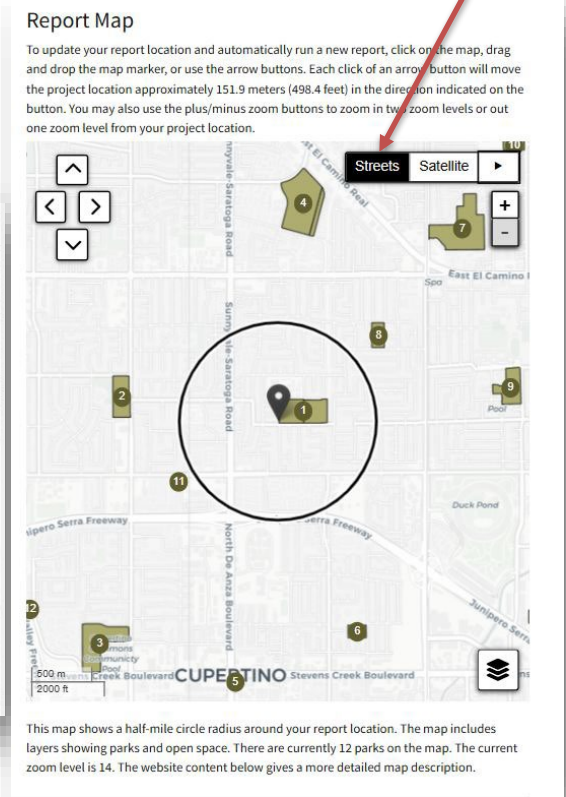 Report Map
To update your report location and automatically run a new report, click on the map, drag
and drop the map marker, or use the arrow buttons. Each click of an arrow button will move
the project location approximately 151.9 meters (498.4 feet) in the direction indicated on the
button. You may also use the plus/minus zoom buttons to zoom in two zoom levels or out
one zoom level from your project location.
10
Streets Satellite
st El Camino Real
nnyvale-Saratoga Road
4
+
-
7
East El Camino
Spa
Sunnyvale-Saratoga Road
8
2
1
9
Pool
11
Duck Pond
nipero Serra Freeway
Serra Freeway
Junipero Serra
North De Anza Boulevard
12
6
3
mons
Community
Pool
500 m
2000 ft
ens Creek Boulevard
CUPERTINO
5
Stevens Creek Boulevard
This map shows a half-mile circle radius around your report location. The map includes
layers showing parks and open space. There are currently 12 parks on the map. The current
zoom level is 14. The website content below gives a more detailed map description.